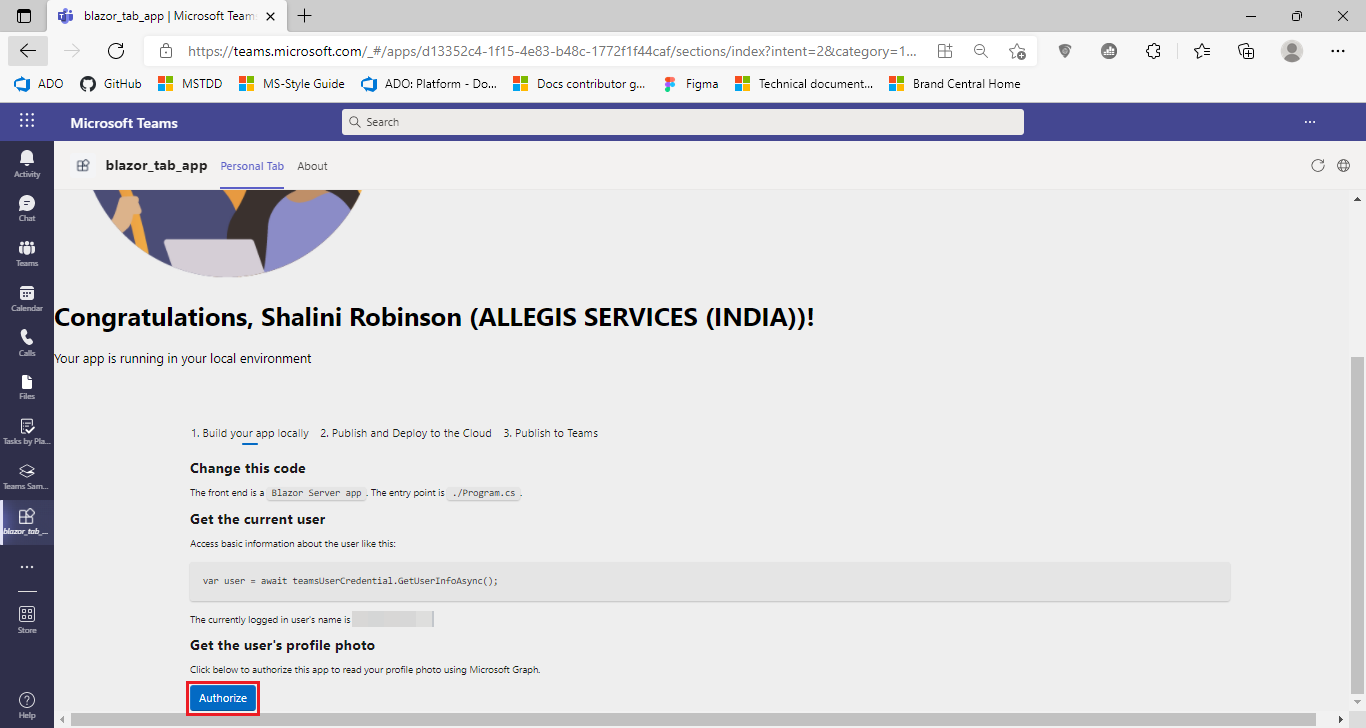 blazor_tab_app | Microsoft Team
https://teams.microsoft.com/_#/apps/d13352c4-1f15-4e83-b48c-1772f1f44caf/sections/index?intent=2&category=1...
ADO GitHub MSTDD MS-Style Guide ADO: Platform - Do... Docs contributor g... Figma Technical document... Brand Central Home
Microsoft Teams Search
blazor_tab_app Personal Tab About
Activity
Chat
Teams
Calendar
Calls
Files
Tasks by Pla...
Teams Sam...
blazor_tab_...
Store
Help
Congratulations, Shalini Robinson (ALLEGIS SERVICES (INDIA))!
Your app is running in your local environment
1. Build your app locally 2. Publish and Deploy to the Cloud 3. Publish to Teams
Change this code
The front end is a Blazor Server app. The entry point is ./Program.cs.
Get the current user
Access basic information about the user like this:
var user = await teamsUserCredential.GetUserInfoAsync();
The currently logged in user's name is
Get the user's profile photo
Click below to authorize this app to read your profile photo using Microsoft Graph.
Authorize